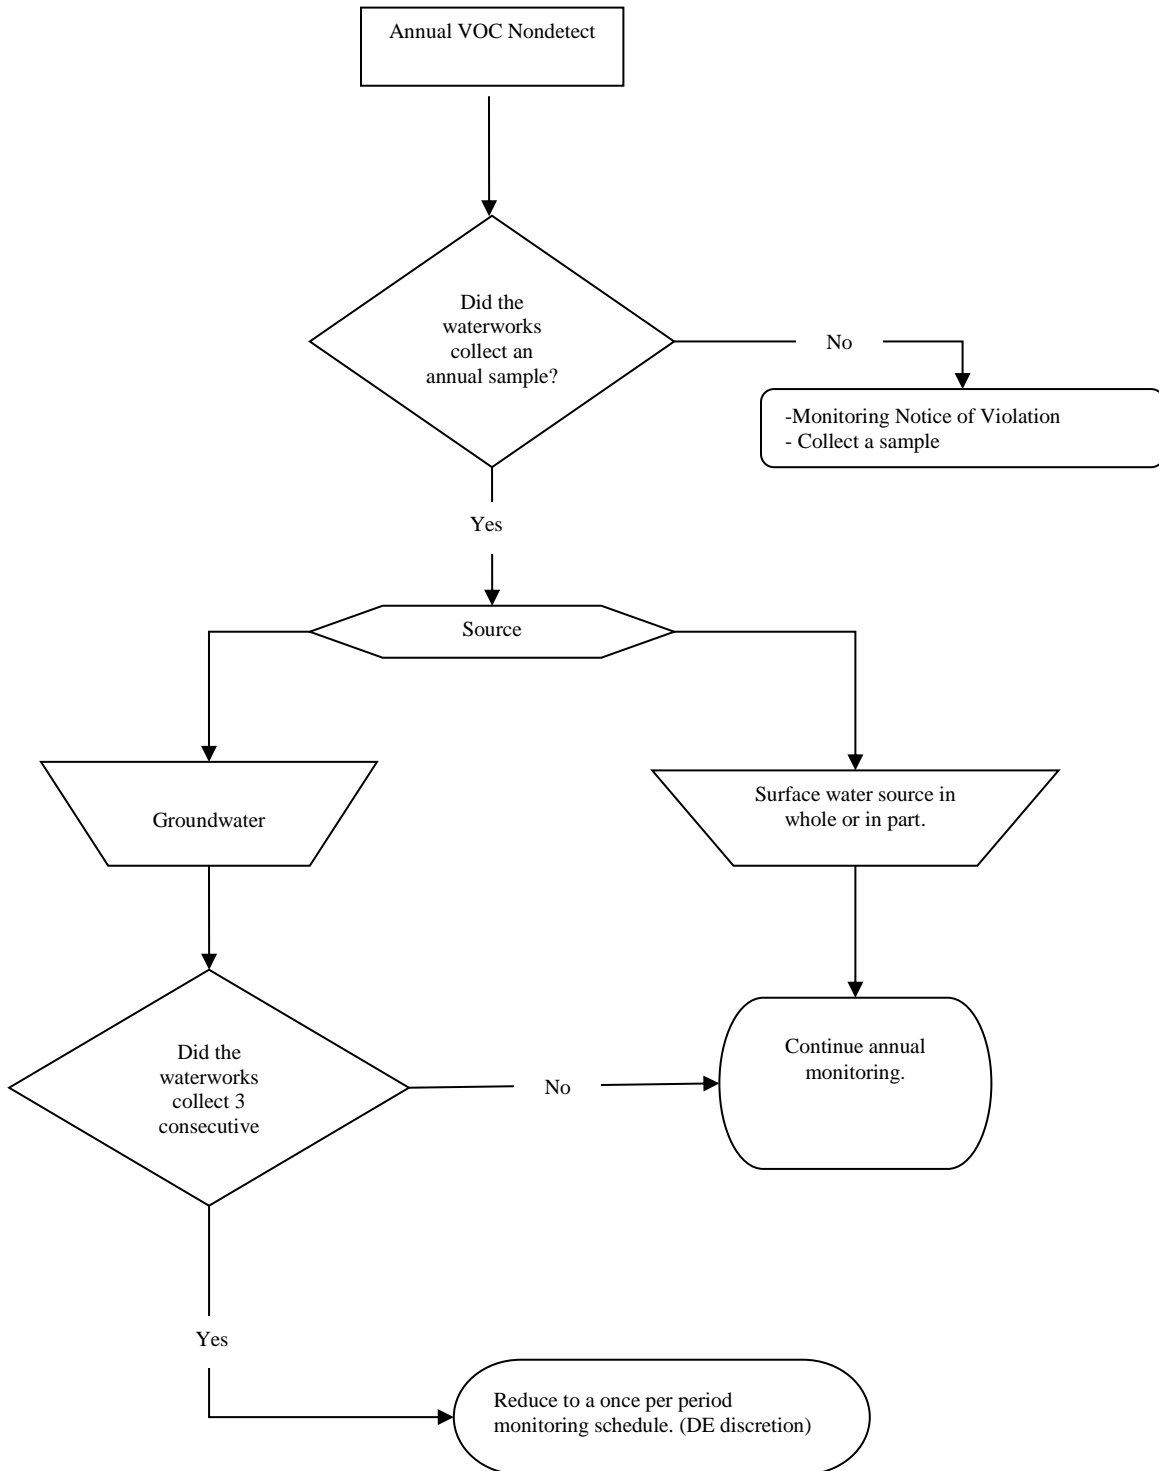 Annual VOC Nondetect
Did the
waterworks
collect an
annual sample?
No
-Monitoring Notice of Violation
- Collect a sample
Yes
Source
Groundwater
Surface water source in
whole or in part.
Did the
waterworks
collect 3
consecutive
No
Continue annual
monitoring.
Yes
Reduce to a once per period
monitoring schedule. (DE discretion)